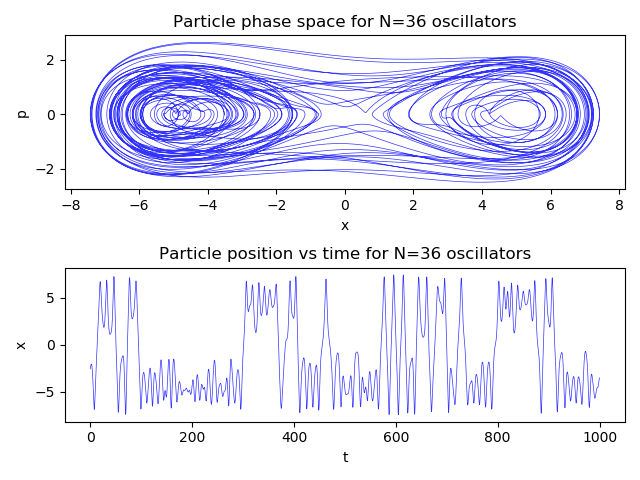 Particle phase space for N=36 oscillators
p
2
0
−2
−8 −6 −4 −2 0 2 4 6 8
x
Particle position vs time for N=36 oscillators
x
5
0
−5
0 200 400 600 800 1000
t